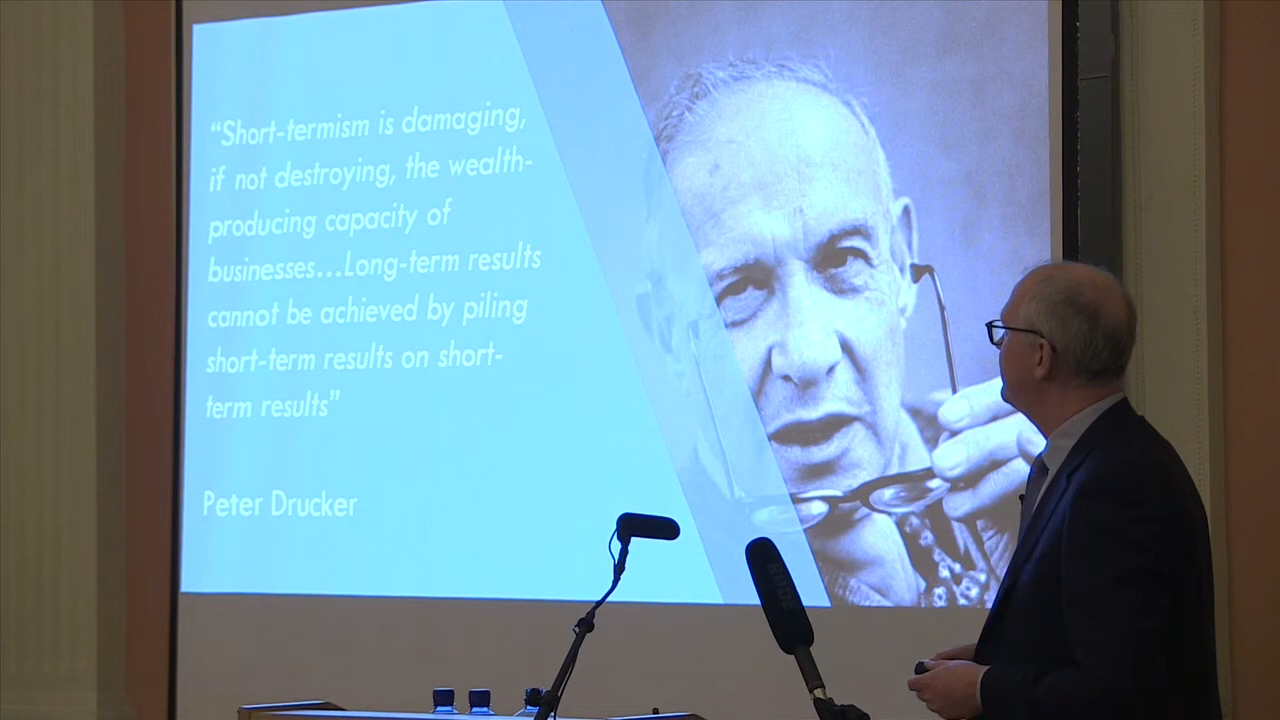 “Short-termism is damaging,
if not destroying, the wealth-
producing capacity of
businesses...Long-term results
cannot be achieved by piling
short-term results on short-
term results”
Peter Drucker
RODE